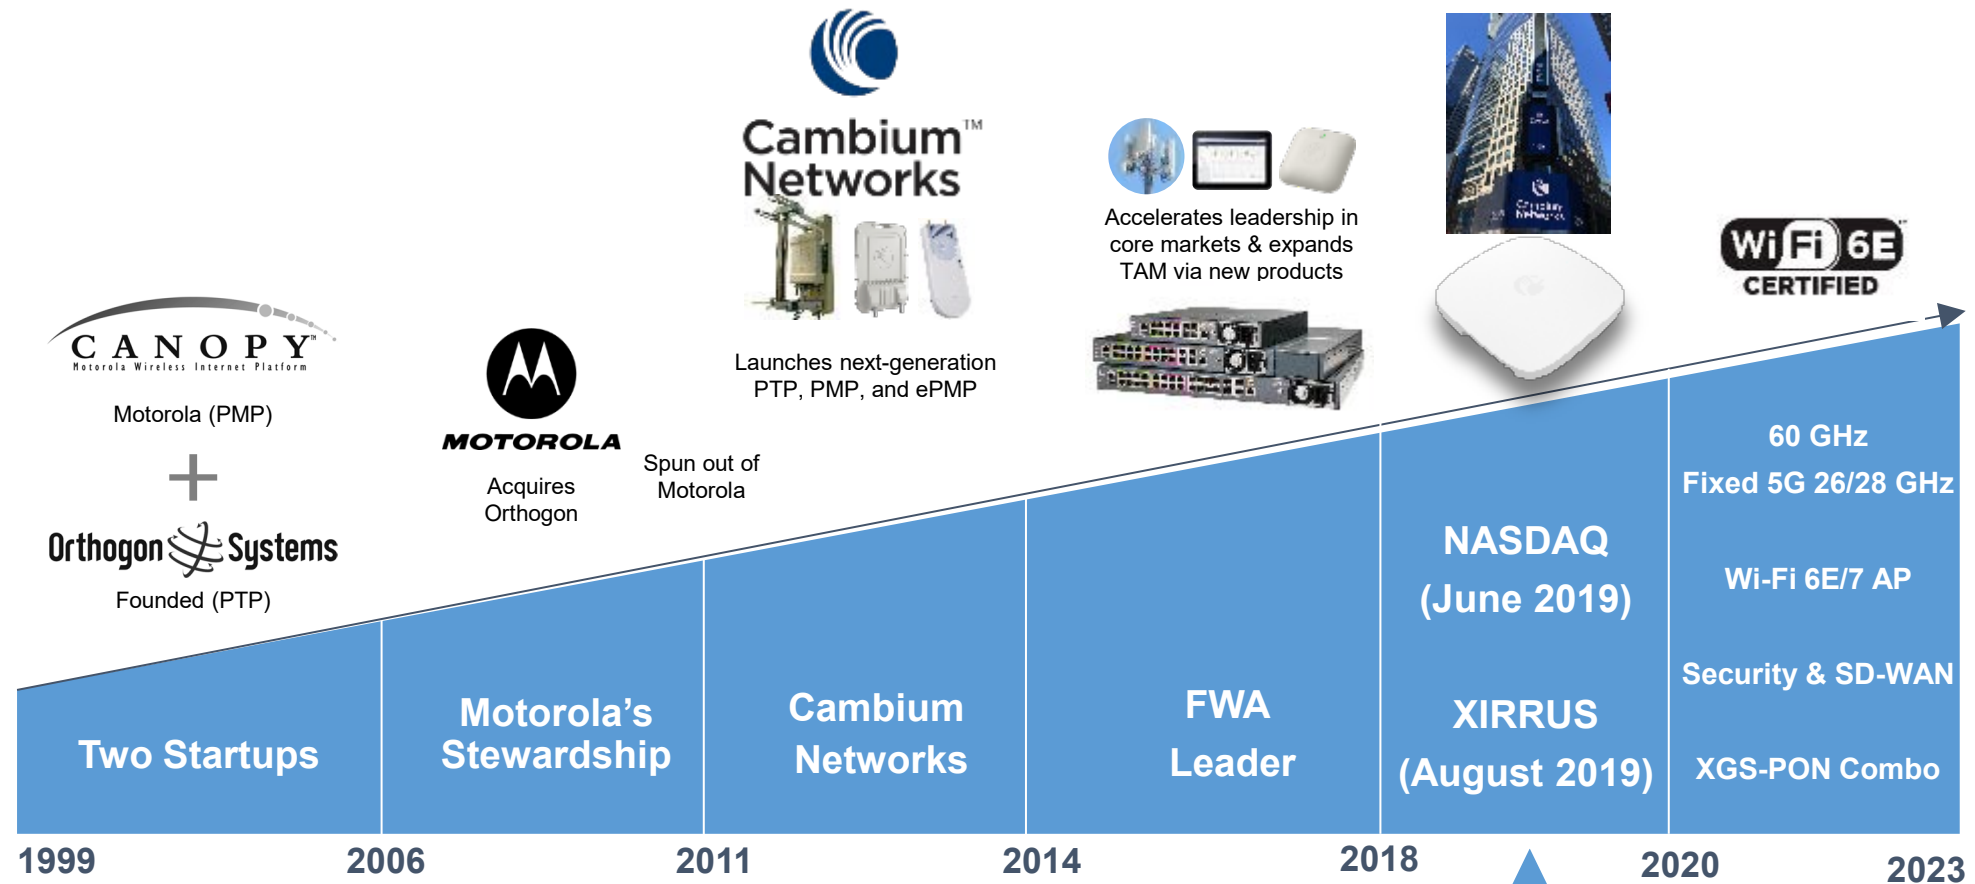 CANOPY™
Motorola Wireless Internet Platform
Motorola (PMP)
+
Orthogon Systems
Founded (PTP)
MOTOROLA
Acquires
Orthogon
Spun out of
Motorola
Cambium™
Networks
Launches next-generation
PTP, PMP, and ePMP
Accelerates leadership in
core markets & expands
TAM via new products
Cambium
Networks
Wi Fi 6E™
CERTIFIED
Two Startups
Motorola’s
Stewardship
Cambium
Networks
FWA
Leader
NASDAQ
(June 2019)
XIRRUS
(August 2019)
60 GHz
Fixed 5G 26/28 GHz
Wi-Fi 6E/7 AP
Security & SD-WAN
XGS-PON Combo
1999
2006
2011
2014
2018
2020
2023